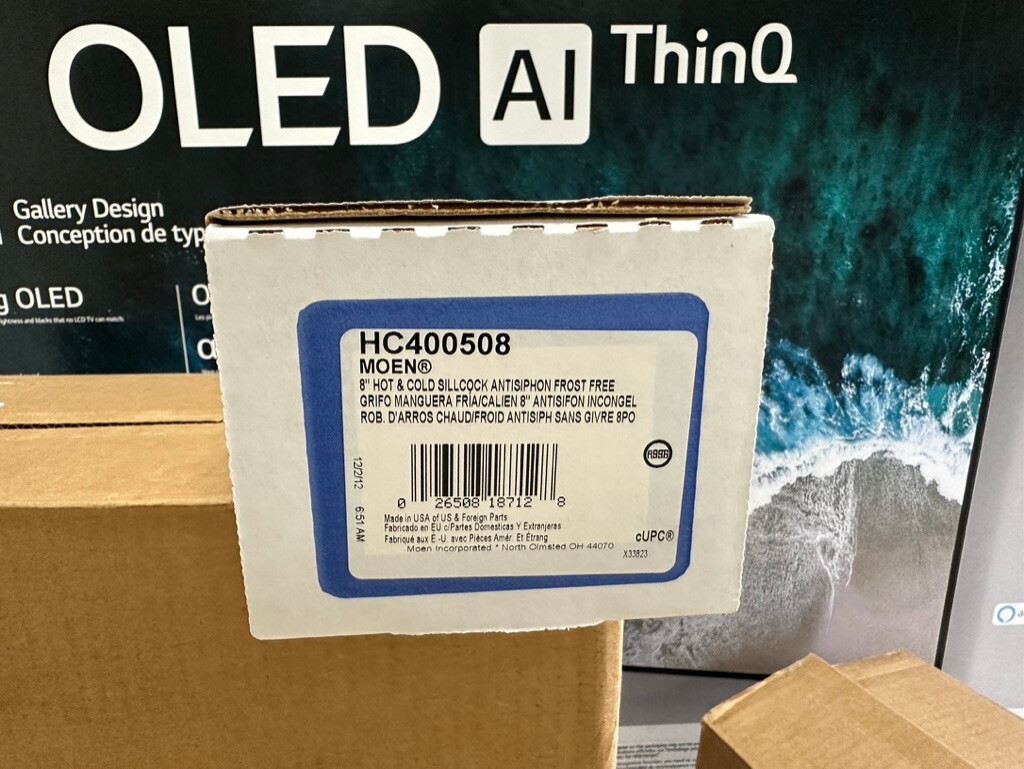 OLED AI ThinQ
Gallery Design
Conception de typ
g OLED
HC400508
MOEN®
8" HOT & COLD SILLCOCK ANTISIPHON FROST FREE
GRIFO MANGUERA FRIA/CALIEN 8" ANTISIFON INCONGEL
ROB. D'ARROS CHAUD/FROID ANTISIPH SANS GIVRE 8PO
12/2/12 6:51 AM
ASSE
0 26508 18712 8
Made in USA of US & Foreign Parts
Fabricado en EU c/Partes Domesticas Y Extranjeras
Fabriqué aux É.-U. avec Pièces Amér. Et Étrang
Moen Incorporated * North Olmsted OH 44070
cUPC®
X33823